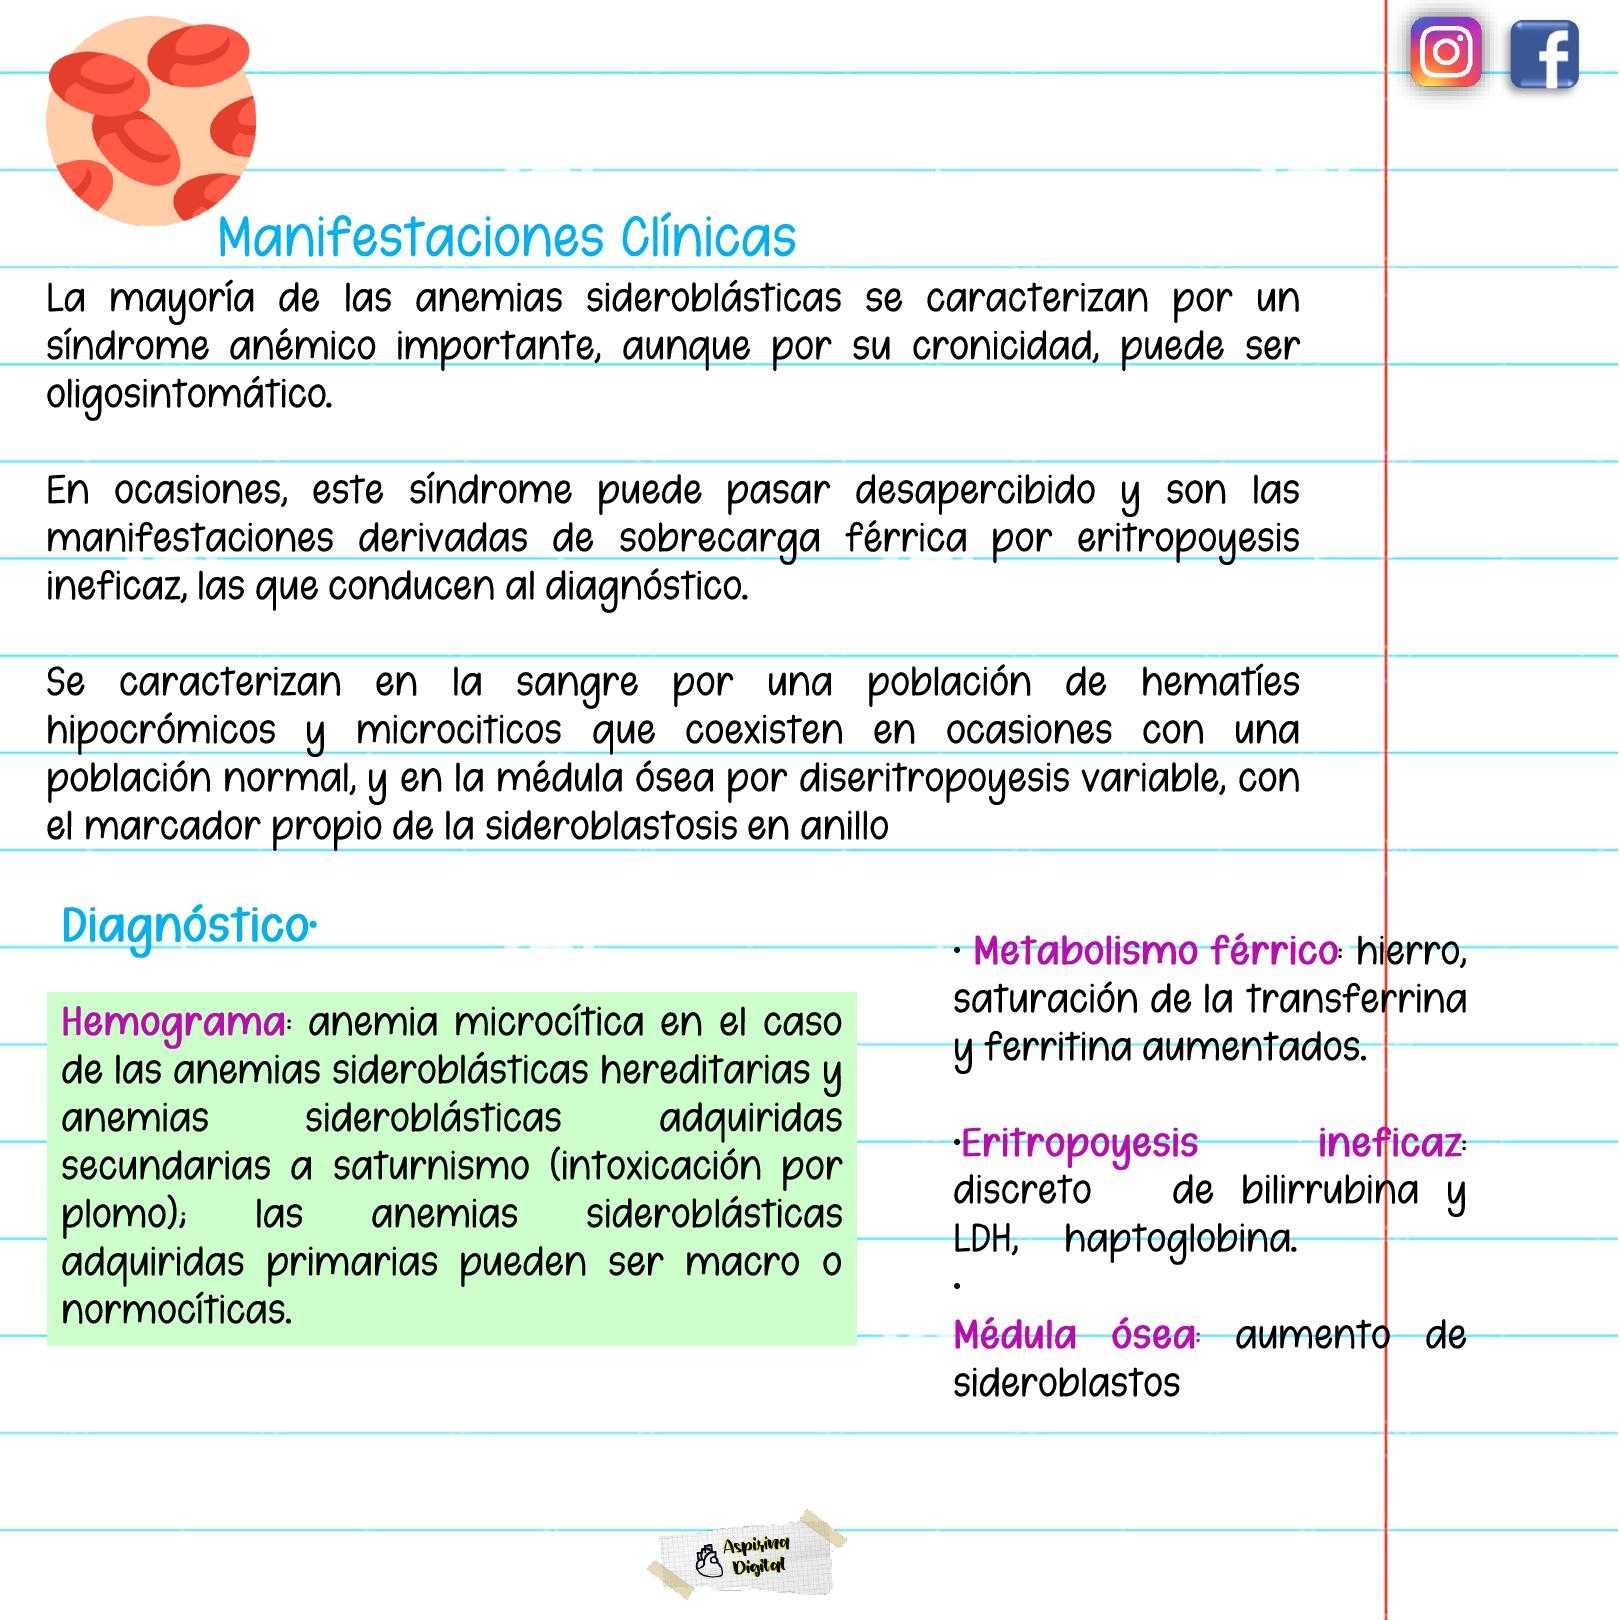 Manifestaciones Clínicas
La mayoría de las anemias sideroblásticas se caracterizan por un
síndrome anémico importante, aunque por su cronicidad, puede ser
oligosintomático.
En ocasiones, este síndrome puede pasar desapercibido y son las
manifestaciones derivadas de sobrecarga férrica por eritropoyesis
ineficaz, las que conducen al diagnóstico.
Se caracterizan en la sangre por una población de hematíes
hipocrómicos y microciticos que coexisten en ocasiones con una
población normal, y en la médula ósea por diseritropoyesis variable, con
el marcador propio de la sideroblastosis en anillo
Diagnóstico·
Hemograma: anemia microcítica en el caso
de las anemias sideroblásticas hereditarias y
anemias sideroblásticas adquiridas
secundarias a saturnismo (intoxicación por
plomo); las anemias sideroblásticas
adquiridas primarias pueden ser macro o
normocíticas.
· Metabolismo férrico: hierro,
saturación de la transferrina
y ferritina aumentados.
·Eritropoyesis ineficaz:
discreto de bilirrubina y
LDH, haptoglobina.
·
Médula ósea: aumento de
sideroblastos
Aspirina
Digital